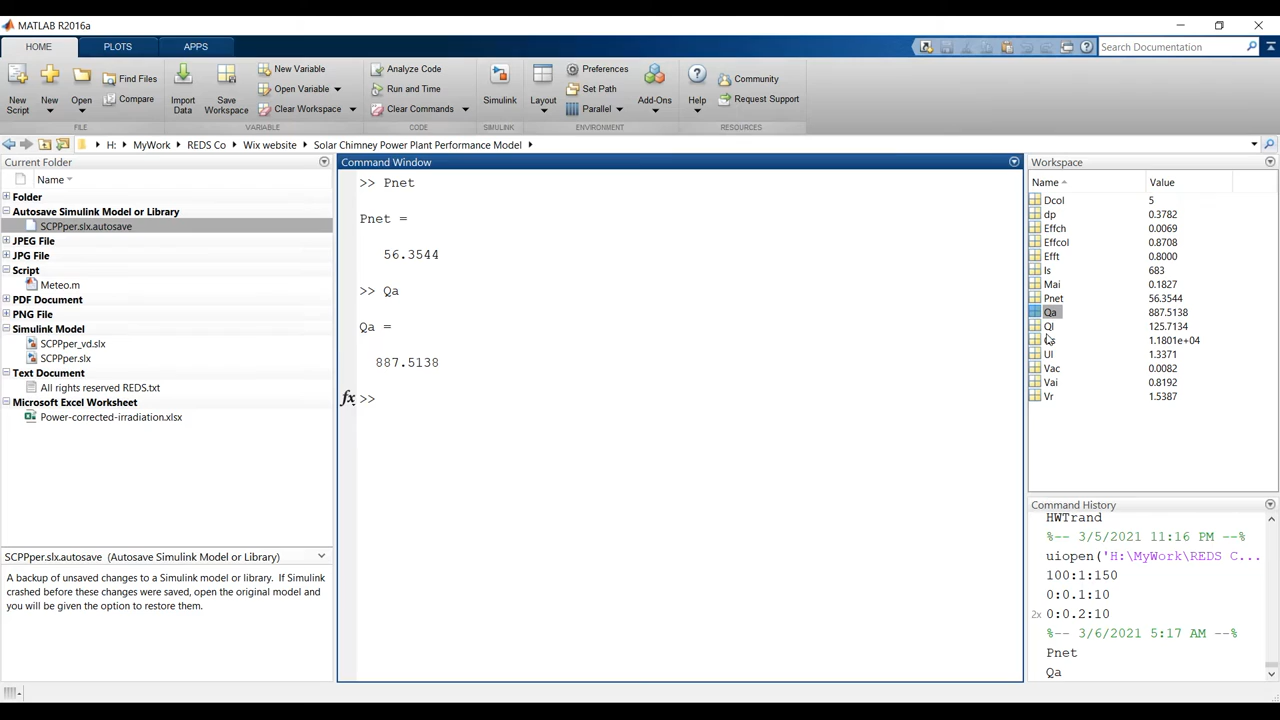 MATLAB R2016a
HOME
PLOTS
APPS
Search Documentation
New Script
New
Open
Find Files
Compare
Import Data
Save Workspace
New Variable
Open Variable
Clear Workspace
Analyze Code
Run and Time
Clear Commands
Simulink
Layout
Preferences
Set Path
Parallel
Add-Ons
Help
Community
Request Support
FILE
VARIABLE
CODE
SIMULINK
ENVIRONMENT
RESOURCES
H: MyWork REDS Co Wix website Solar Chimney Power Plant Performance Model
Current Folder
Name
Folder
Autosave Simulink Model or Library
SCPPper.slx.autosave
JPEG File
JPG File
Script
Meteo.m
PDF Document
PNG File
Simulink Model
SCPPper_vd.slx
SCPPper.slx
Text Document
All rights reserved REDS.txt
Microsoft Excel Worksheet
Power-corrected-irradiation.xlsx
SCPPper.slx.autosave (Autosave Simulink Model or Library)
A backup of unsaved changes to a Simulink model or library. If Simulink
crashed before these changes were saved, open the original model and
you will be given the option to restore them.
Command Window
>> Pnet
Pnet =
56.3544
>> Qa
Qa =
887.5138
fx >>
Workspace
Name Value
Dcol 5
dp 0.3782
Effch 0.0069
Effcol 0.8708
Efft 0.8000
Is 683
Mai 0.1827
Pnet 56.3544
Qa 887.5138
Ql 125.7134
1.1801e+04
Ul 1.3371
Vac 0.0082
Vai 0.8192
Vr 1.5387
Command History
HWTrand
%-- 3/5/2021 11:16 PM --%
uiopen('H:\MyWork\REDS C...
100:1:150
0:0.1:10
2x 0:0.2:10
%-- 3/6/2021 5:17 AM --%
Pnet
Qa